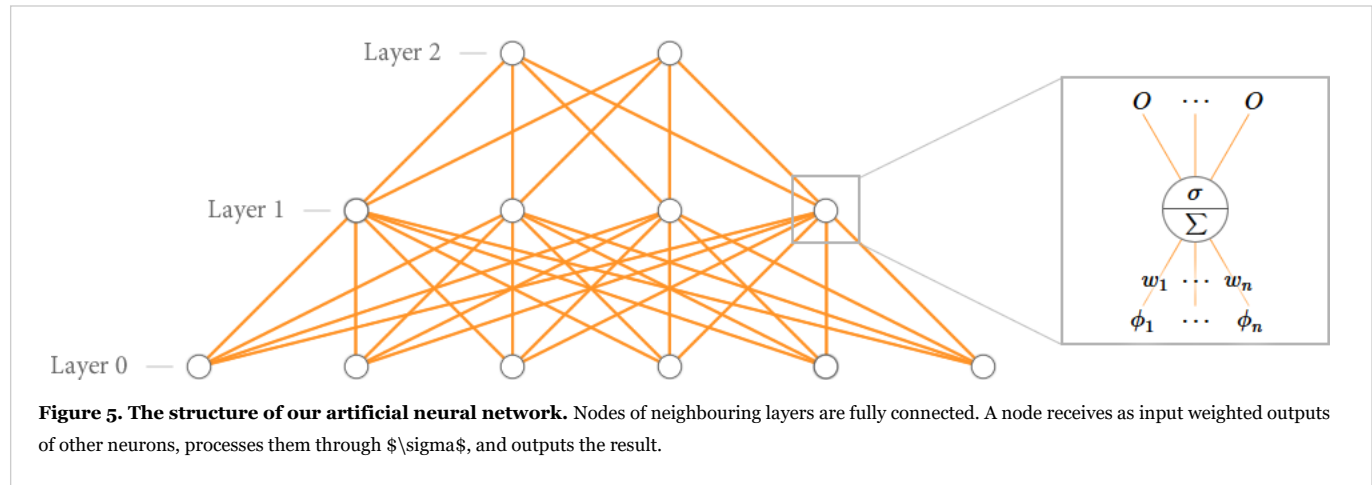 Layer 2
O ... O
σ
Layer 1
Σ
w₁ ... wₙ
ϕ₁ ... ϕₙ
Layer 0
Figure 5. The structure of our artificial neural network. Nodes of neighbouring layers are fully connected. A node receives as input weighted outputs
of other neurons, processes them through $\sigma$, and outputs the result.